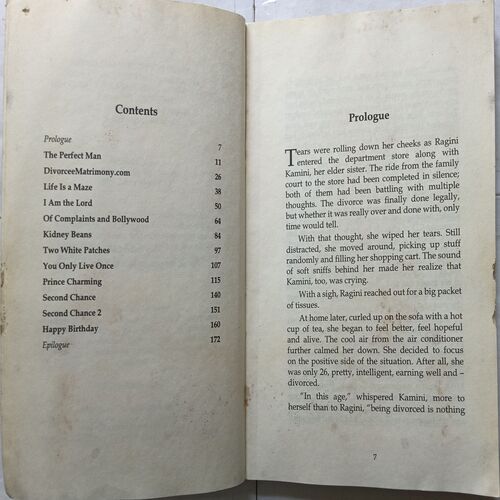 Contents
Prologue 7
The Perfect Man 11
DivorceeMatrimony.com 26
Life Is a Maze 38
I Am the Lord 50
Of Complaints and Bollywood 64
Kidney Beans 84
Two White Patches 97
You Only Live Once 107
Prince Charming 115
Second Chance 140
Second Chance 2 151
Happy Birthday 160
Epilogue 172
Prologue
Tears were rolling down her cheeks as Ragini
entered the department store along with
Kamini, her elder sister. The ride from the family
court to the store had been completed in silence;
both of them had been battling with multiple
thoughts. The divorce was finally done legally,
but whether it was really over and done with, only
time would tell.
With that thought, she wiped her tears. Still
distracted, she moved around, picking up stuff
randomly and filling her shopping cart. The sound
of soft sniffs behind her made her realize that
Kamini, too, was crying.
With a sigh, Ragini reached out for a big packet
of tissues.
At home later, curled up on the sofa with a hot
cup of tea, she began to feel better, feel hopeful
and alive. The cool air from the air conditioner
further calmed her down. She decided to focus
on the positive side of the situation. After all, she
was only 26, pretty, intelligent, earning well and –
divorced.
"In this age," whispered Kamini, more to
herself than to Ragini, "being divorced is nothing
7